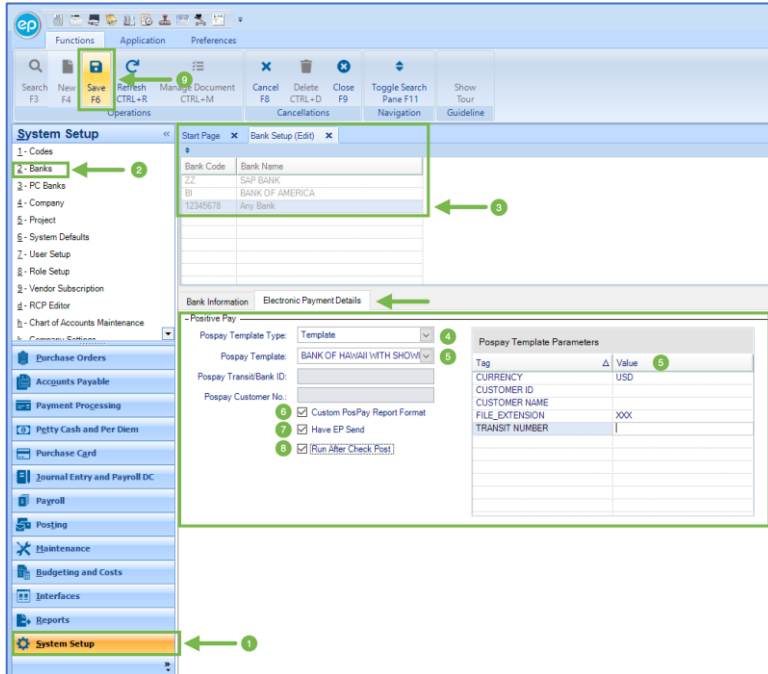 ep
Functions Application Preferences
9
Search New Save Refresh Manage Document Cancel Delete Close Toggle Search Show
F3 F4 F6 CTRL+R CTRL+M F8 CTRL+D F9 Pane F11 Tour
Operations Cancellations Navigation Guideline
System Setup «
1 - Codes
2 - Banks 2
3 - PC Banks
4 - Company
5 - Project
6 - System Defaults
7 - User Setup
8 - Role Setup
9 - Vendor Subscription
d - RCP Editor
h - Chart of Accounts Maintenance
k - Company Settings
Purchase Orders
Accounts Payable
Payment Processing
Petty Cash and Per Diem
Purchase Card
Journal Entry and Payroll DC
Payroll
Posting
Maintenance
Budgeting and Costs
Interfaces
Reports
System Setup 1
Start Page Bank Setup (Edit)
Bank Code Bank Name
ZZ SAP BANK
BI BANK OF AMERICA
12345678 Any Bank 3
Bank Information Electronic Payment Details
Positive Pay
Pospay Template Type: Template 4
Pospay Template: BANK OF HAWAII WITH SHOW 5
Pospay Transit/Bank ID:
Pospay Customer No.:
6 Custom PosPay Report Format
7 Have EP Send
8 Run After Check Post
Pospay Template Parameters
Tag Value 5
CURRENCY USD
CUSTOMER ID
CUSTOMER NAME
FILE_EXTENSION XXX
TRANSIT NUMBER